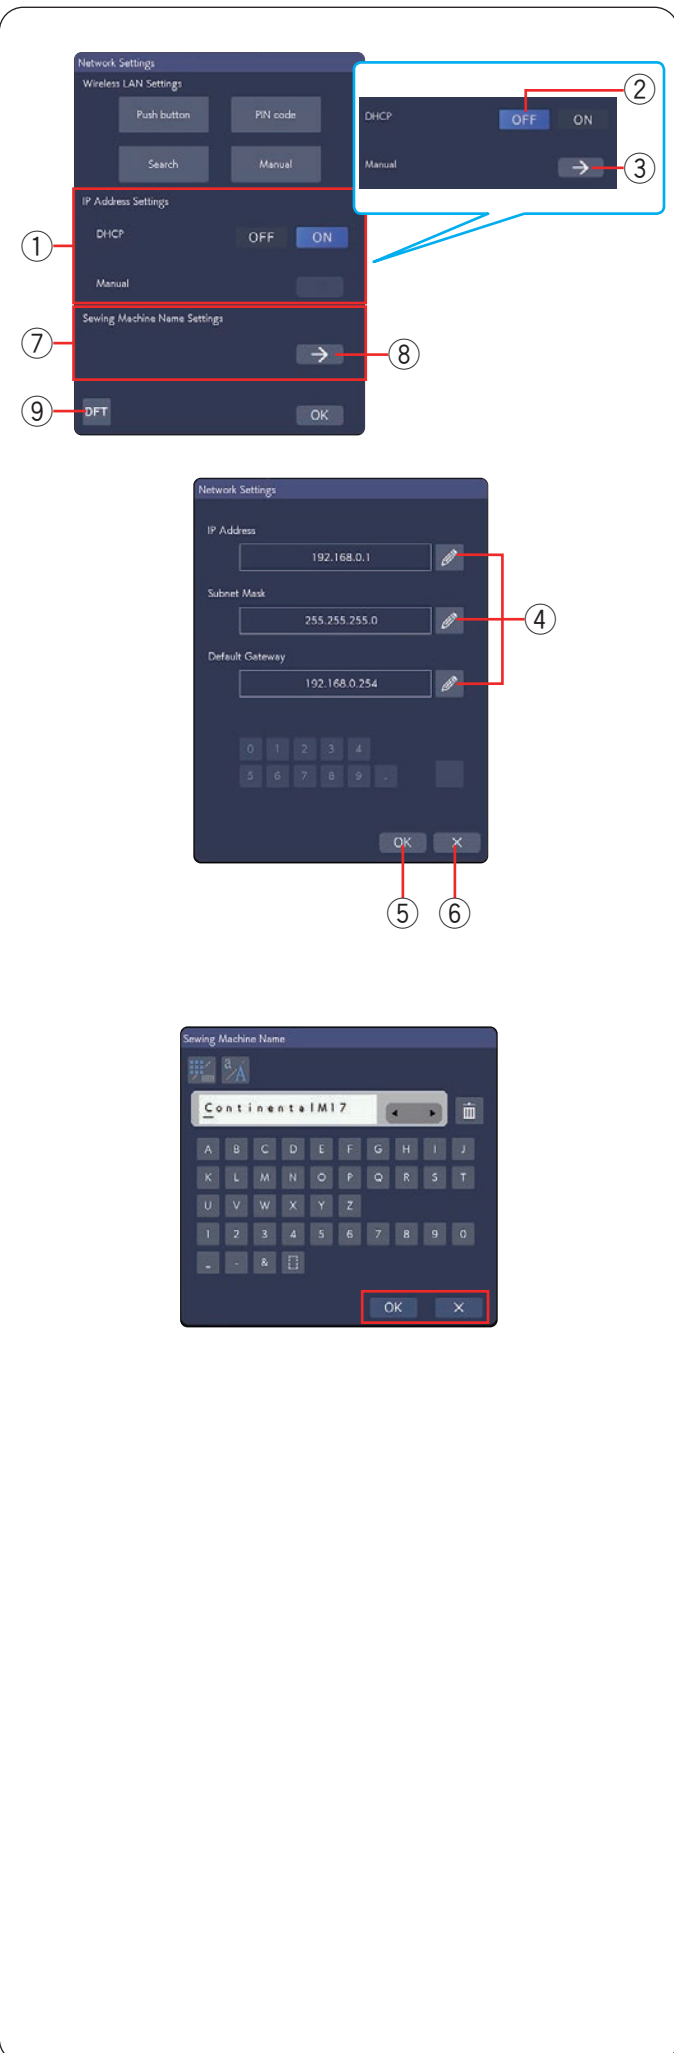 Network Settings
Wireless LAN Settings
Push button PIN code
Search Manual
IP Address Settings
DHCP OFF ON
Manual
Sewing Machine Name Settings
DFT OK
DHCP OFF ON
Manual
①
②
③
⑦
⑧
⑨
Network Settings
IP Address
192.168.0.1
Subnet Mask
255.255.255.0
④
Default Gateway
192.168.0.254
0 1 2 3 4
5 6 7 8 9 .
OK ×
⑤ ⑥
Sewing Machine Name
a/A
ContinentalM17
A B C D E F G H I J
K L M N O P Q R S T
U V W X Y Z
1 2 3 4 5 6 7 8 9 0
_ - &
OK ×